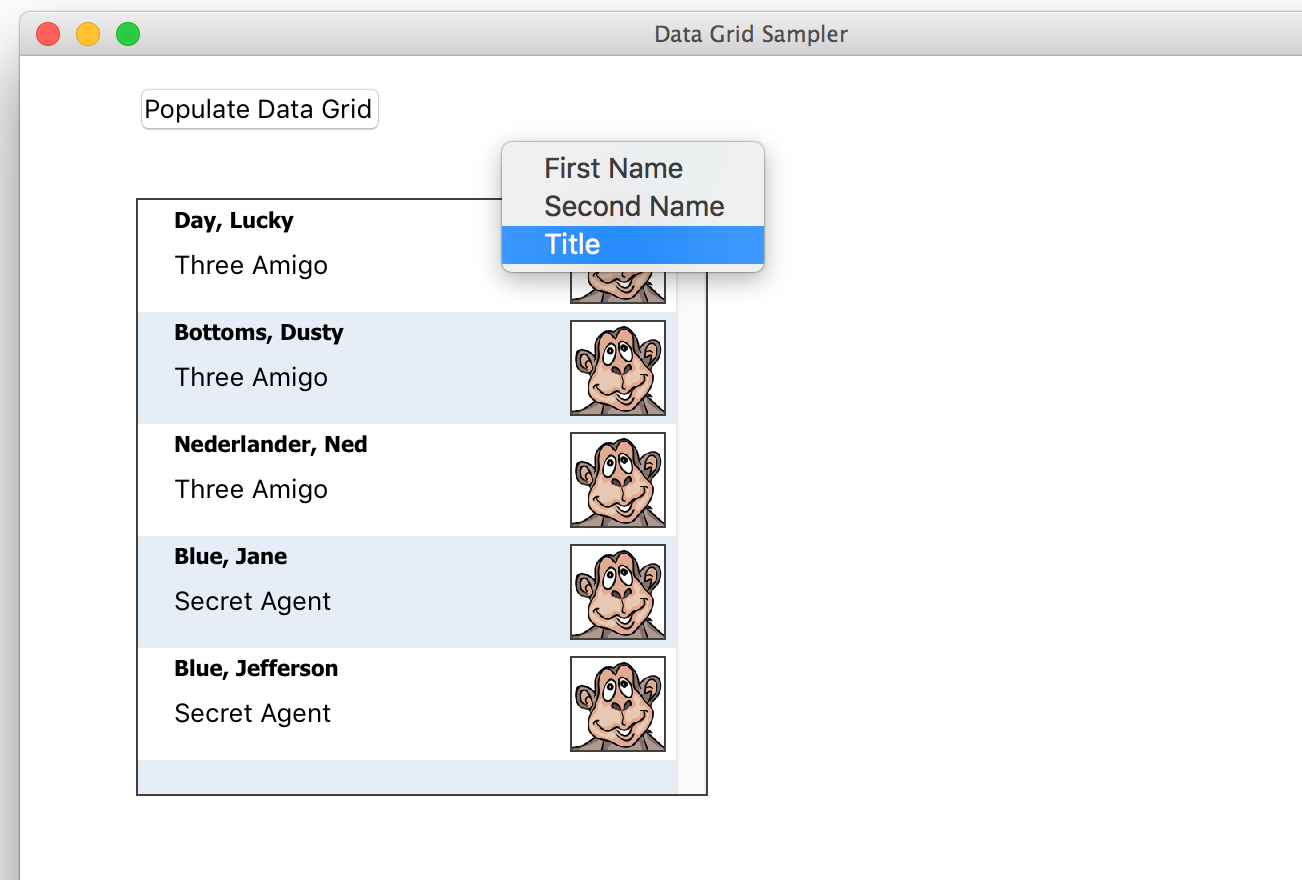 Data Grid Sampler
Populate Data Grid
First Name
Second Name
Title
Day, Lucky
Three Amigo
Bottoms, Dusty
Three Amigo
Nederlander, Ned
Three Amigo
Blue, Jane
Secret Agent
Blue, Jefferson
Secret Agent